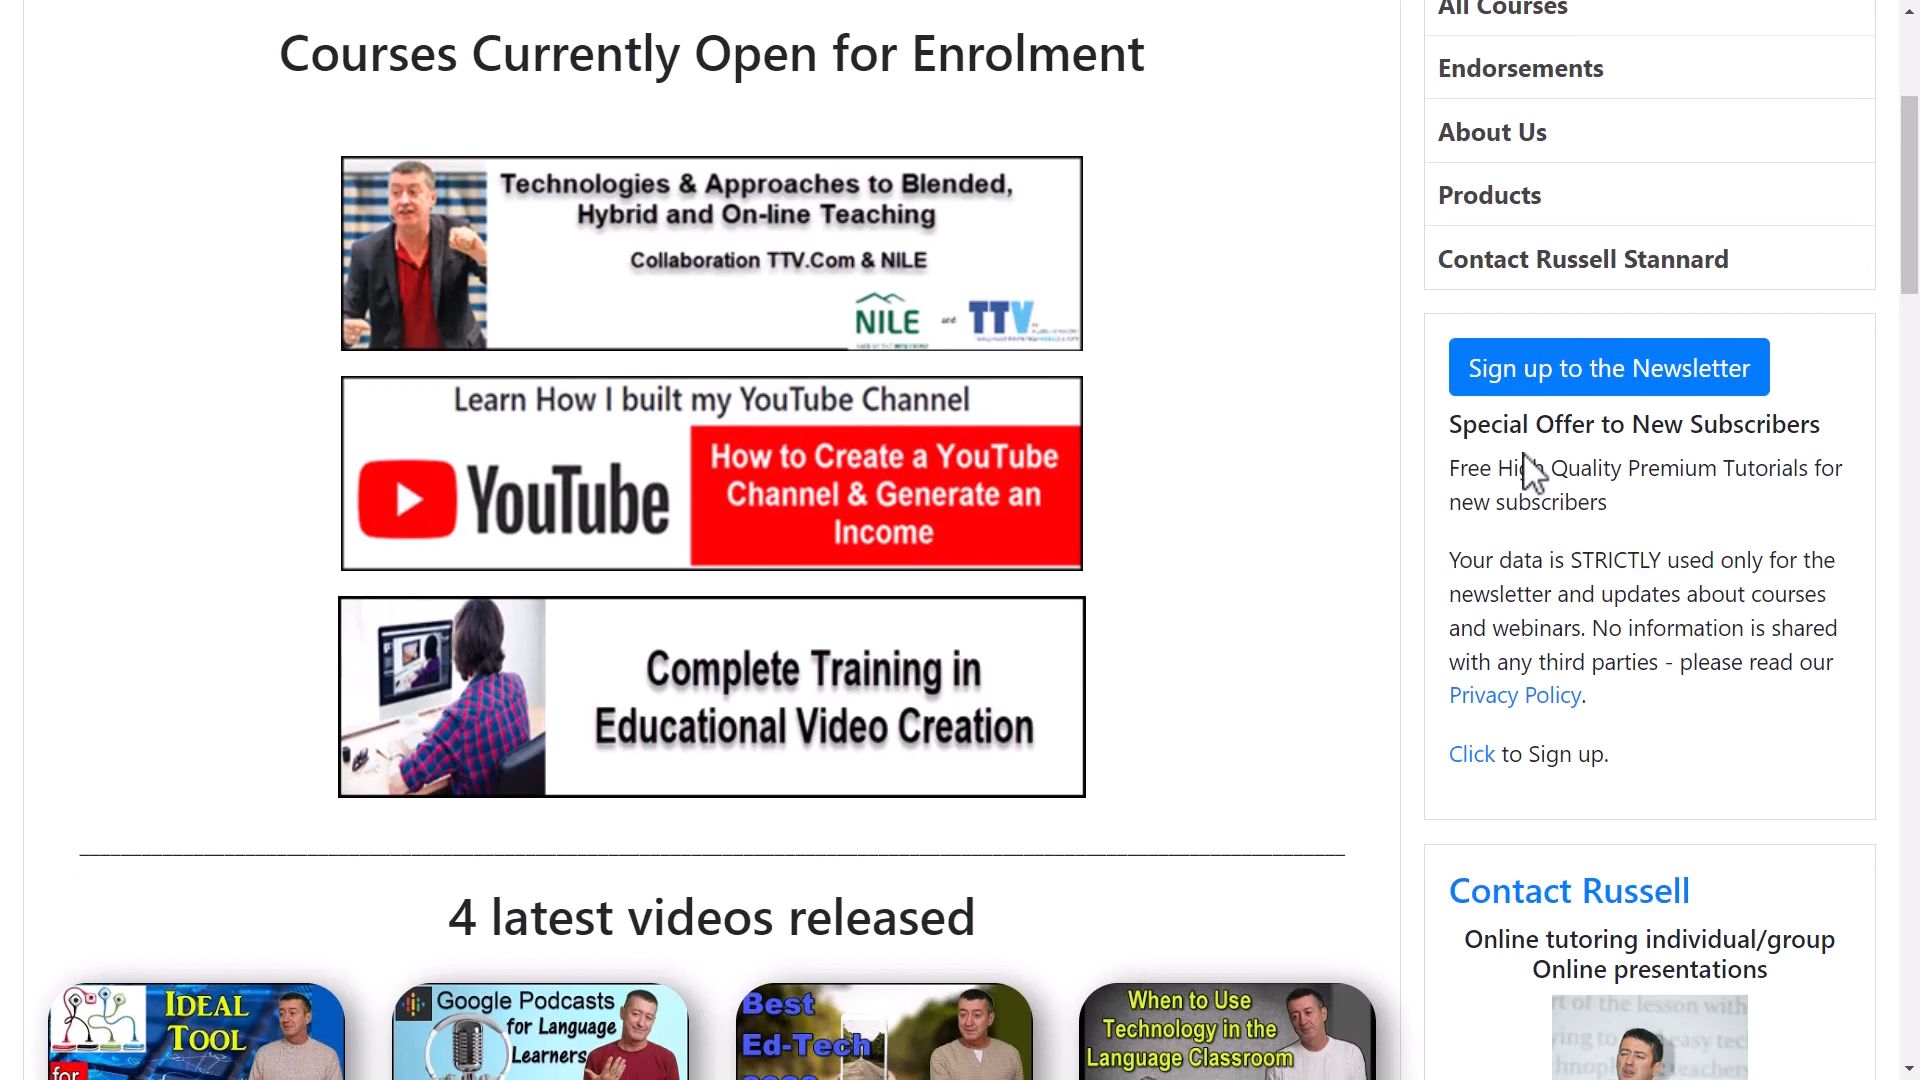 Courses Currently Open for Enrolment
Technologies & Approaches to Blended,
Hybrid and On-line Teaching
Collaboration TTV.Com & NILE
NILE and TTV
Learn How I built my YouTube Channel
YouTube
How to Create a YouTube
Channel & Generate an
Income
Complete Training in
Educational Video Creation
4 latest videos released
IDEAL
TOOL
for
Google Podcasts
for Language
Learners
Best
Ed-Tech
When to Use
Technology in the
Language Classroom
All Courses
Endorsements
About Us
Products
Contact Russell Stannard
Sign up to the Newsletter
Special Offer to New Subscribers
Free High Quality Premium Tutorials for
new subscribers
Your data is STRICTLY used only for the
newsletter and updates about courses
and webinars. No information is shared
with any third parties - please read our
Privacy Policy.
Click to Sign up.
Contact Russell
Online tutoring individual/group
Online presentations